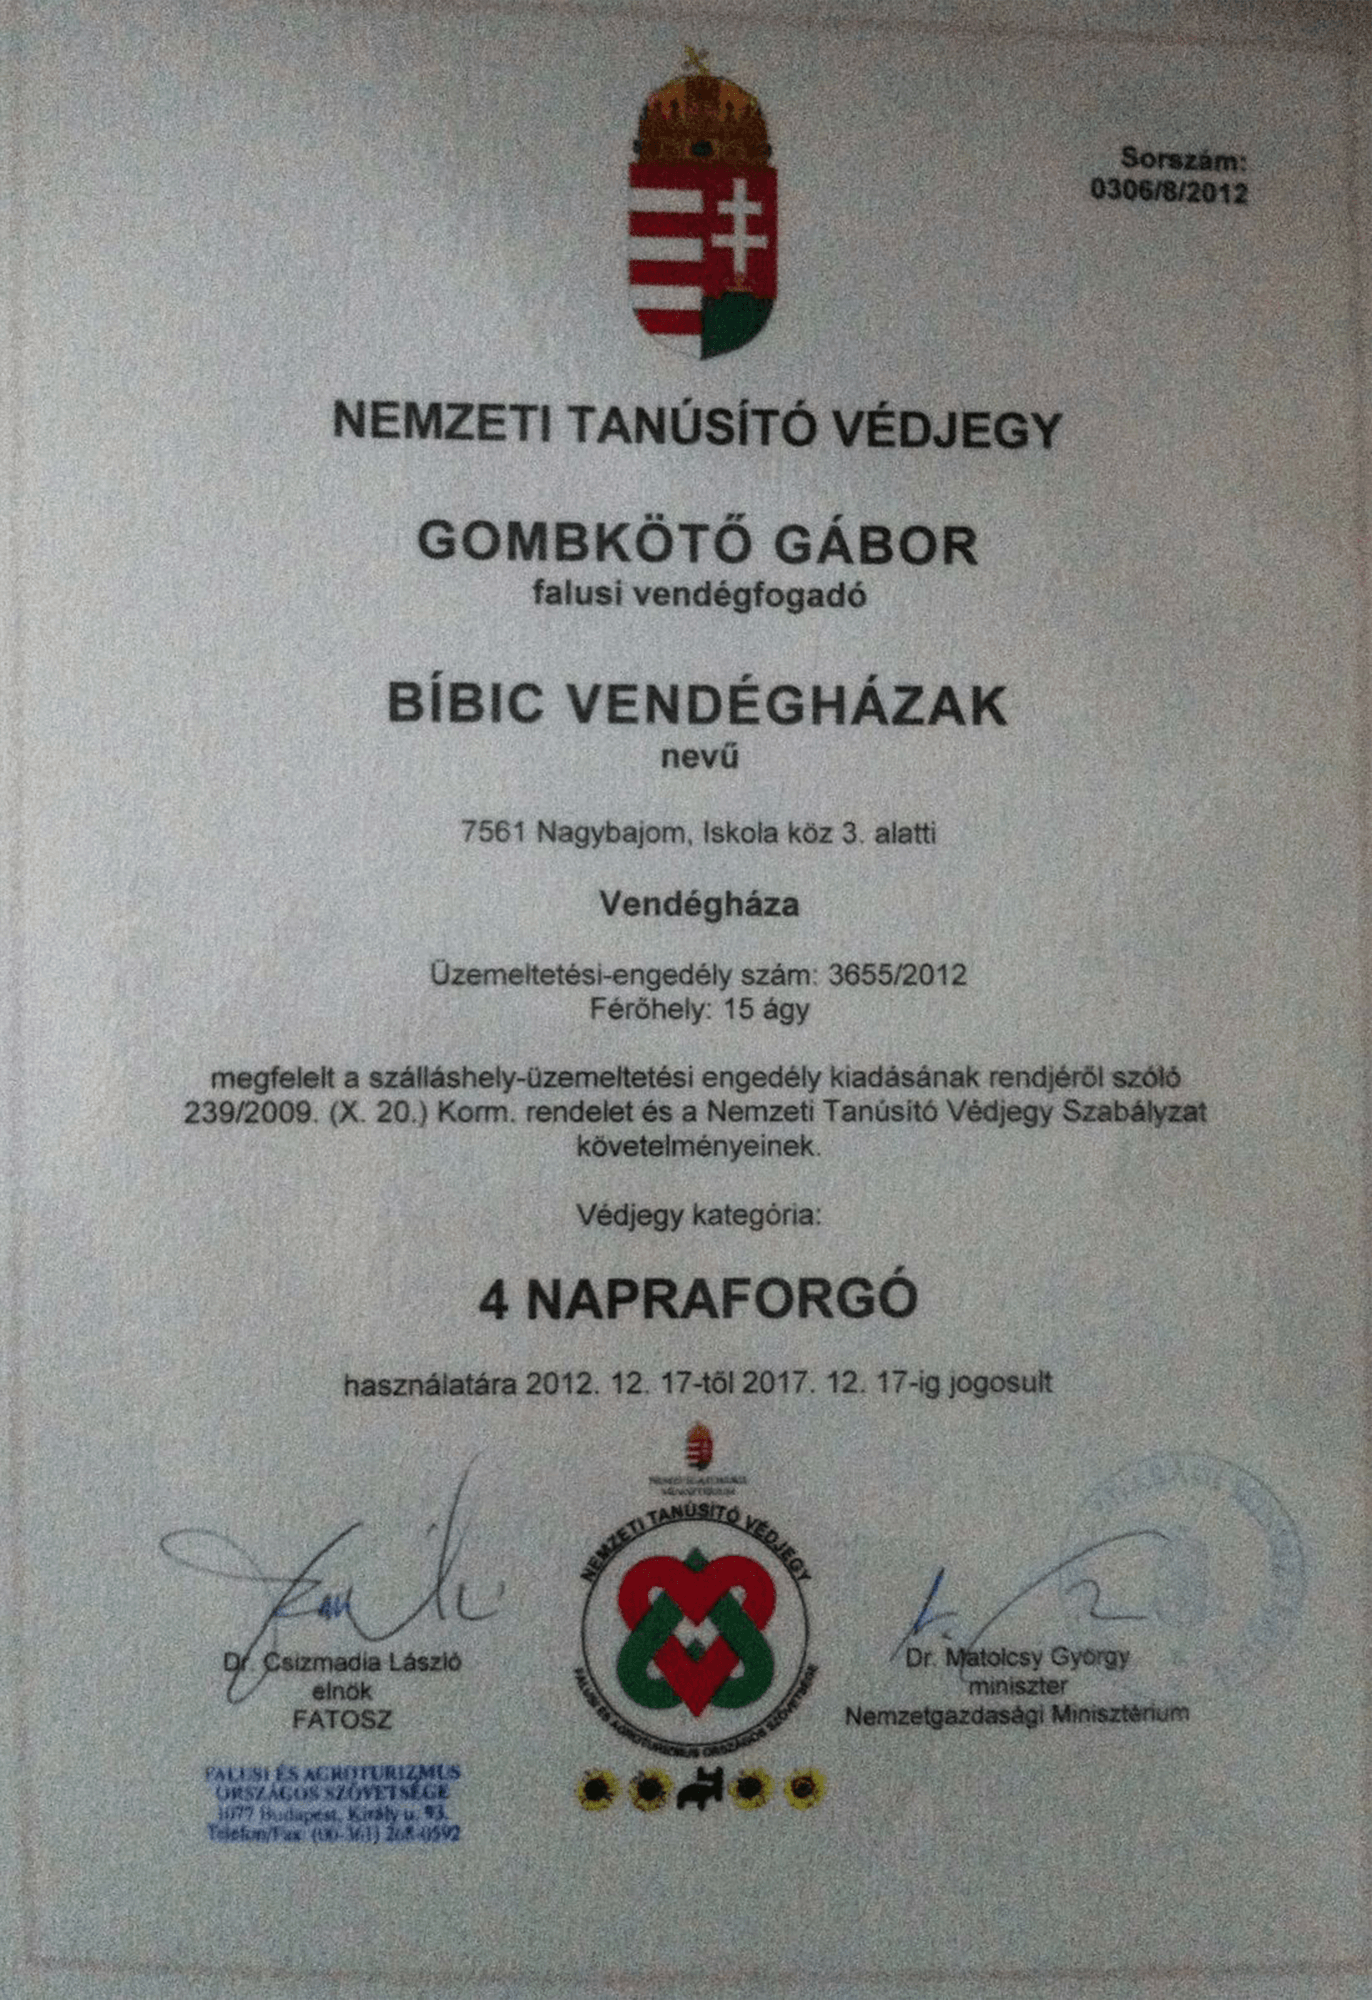 Sorszám:
0306/8/2012
NEMZETI TANÚSÍTÓ VÉDJEGY
GOMBKÖTŐ GÁBOR
falusi vendégfogadó
BÍBIC VENDÉGHÁZAK
nevű
7561 Nagybajom, Iskola köz 3. alatti
Vendégháza
Üzemeltetési-engedély szám: 3655/2012
Férőhely: 15 ágy
megfelelt a szálláshely-üzemeltetési engedély kiadásának rendjéről szóló
239/2009. (X. 20.) Korm. rendelet és a Nemzeti Tanúsító Védjegy Szabályzat
követelményeinek.
Védjegy kategória:
4 NAPRAFORGÓ
használatára 2012. 12. 17-től 2017. 12. 17-ig jogosult
NEMZETI TANÚSÍTÓ VÉDJEGY
FALUSI ÉS AGROTURIZMUS ORSZÁGOS SZÖVETSÉGE
Dr. Csizmadia László
elnök
FATOSZ
Dr. Matolcsy György
miniszter
Nemzetgazdasági Minisztérium
FALUSI ÉS AGROTURIZMUS
ORSZÁGOS SZÖVETSÉGE
1077 Budapest, Király u. 93.
Telefon/Fax: (00-361) 268-0592